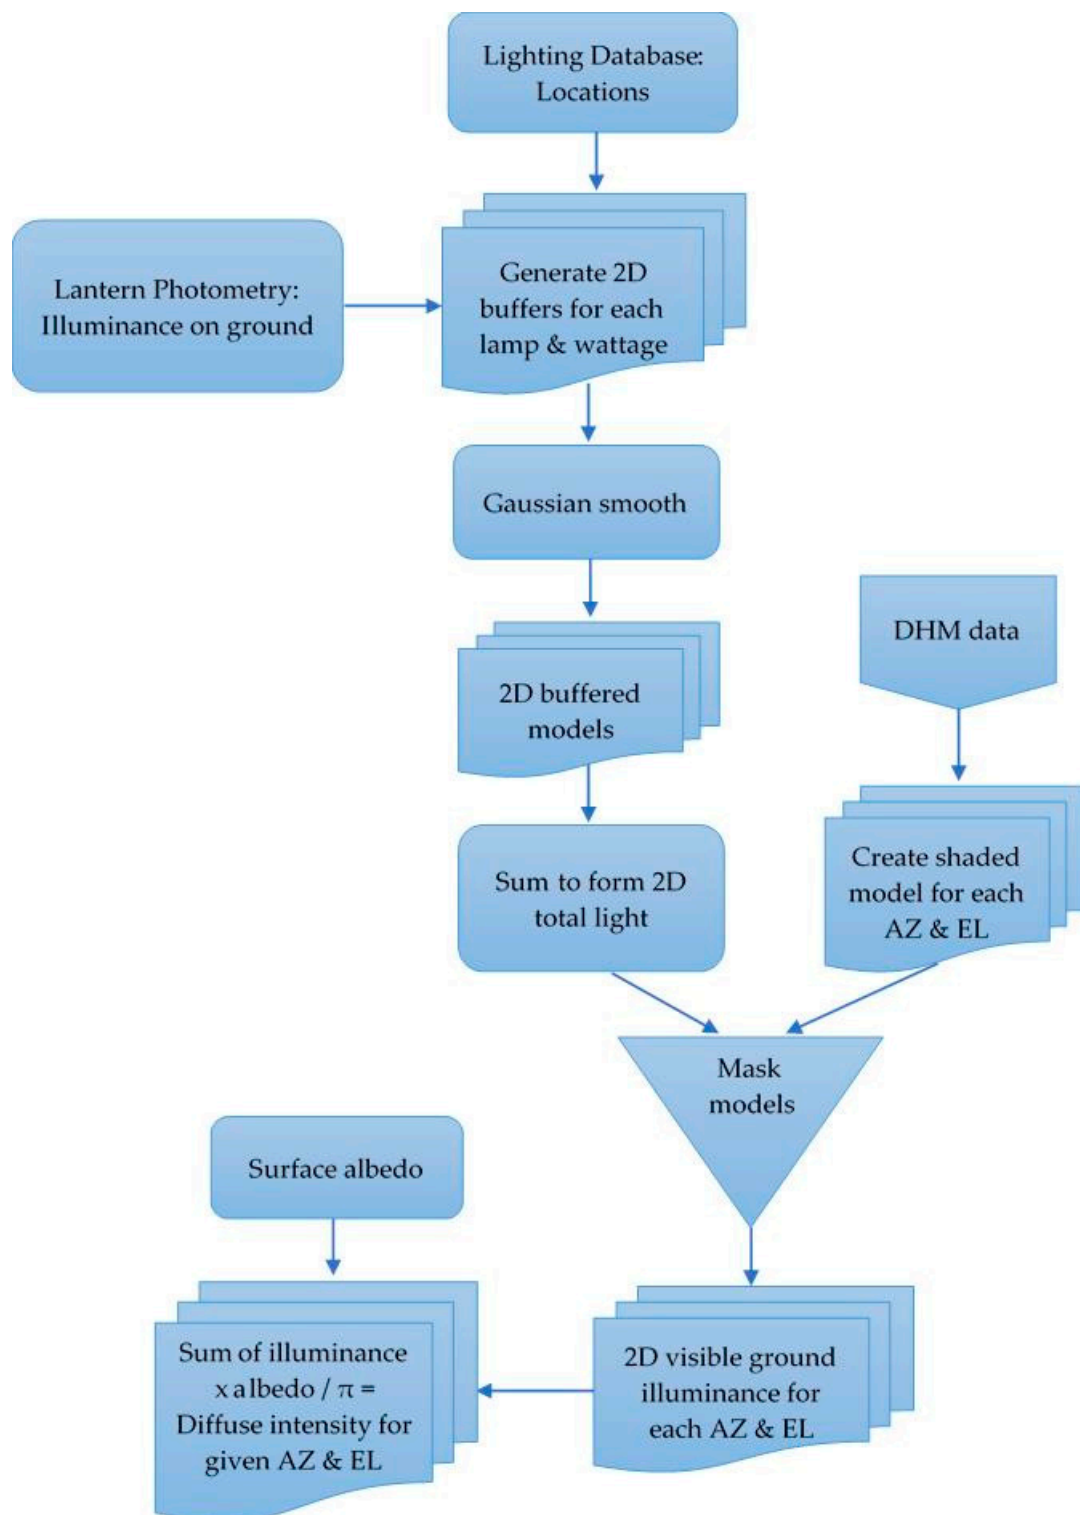 Lighting Database:
Locations
Lantern Photometry:
Illuminance on ground
Generate 2D
buffers for each
lamp & wattage
Gaussian smooth
DHM data
2D buffered
models
Create shaded
model for each
AZ & EL
Sum to form 2D
total light
Mask
models
Surface albedo
Sum of illuminance
x albedo / π =
Diffuse intensity for
given AZ & EL
2D visible ground
illuminance for
each AZ & EL